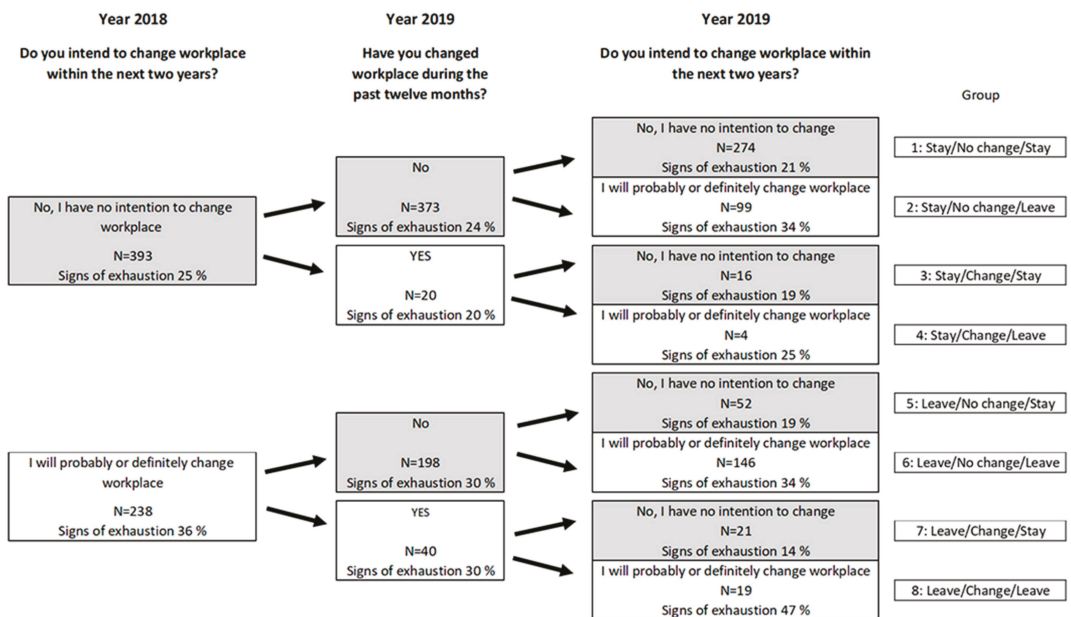 Year 2018
Do you intend to change workplace
within the next two years?
Year 2019
Have you changed
workplace during the
past twelve months?
Year 2019
Do you intend to change workplace within
the next two years?
Group
No, I have no intention to change
workplace
N=393
Signs of exhaustion 25 %
No
N=373
Signs of exhaustion 24 %
YES
N=20
Signs of exhaustion 20 %
No, I have no intention to change
N=274
Signs of exhaustion 21 %
I will probably or definitely change workplace
N=99
Signs of exhaustion 34 %
No, I have no intention to change
N=16
Signs of exhaustion 19 %
I will probably or definitely change workplace
N=4
Signs of exhaustion 25 %
1: Stay/No change/Stay
2: Stay/No change/Leave
3: Stay/Change/Stay
4: Stay/Change/Leave
I will probably or definitely change
workplace
N=238
Signs of exhaustion 36 %
No
N=198
Signs of exhaustion 30 %
YES
N=40
Signs of exhaustion 30 %
No, I have no intention to change
N=52
Signs of exhaustion 19 %
I will probably or definitely change workplace
N=146
Signs of exhaustion 34 %
No, I have no intention to change
N=21
Signs of exhaustion 14 %
I will probably or definitely change workplace
N=19
Signs of exhaustion 47 %
5: Leave/No change/Stay
6: Leave/No change/Leave
7: Leave/Change/Stay
8: Leave/Change/Leave